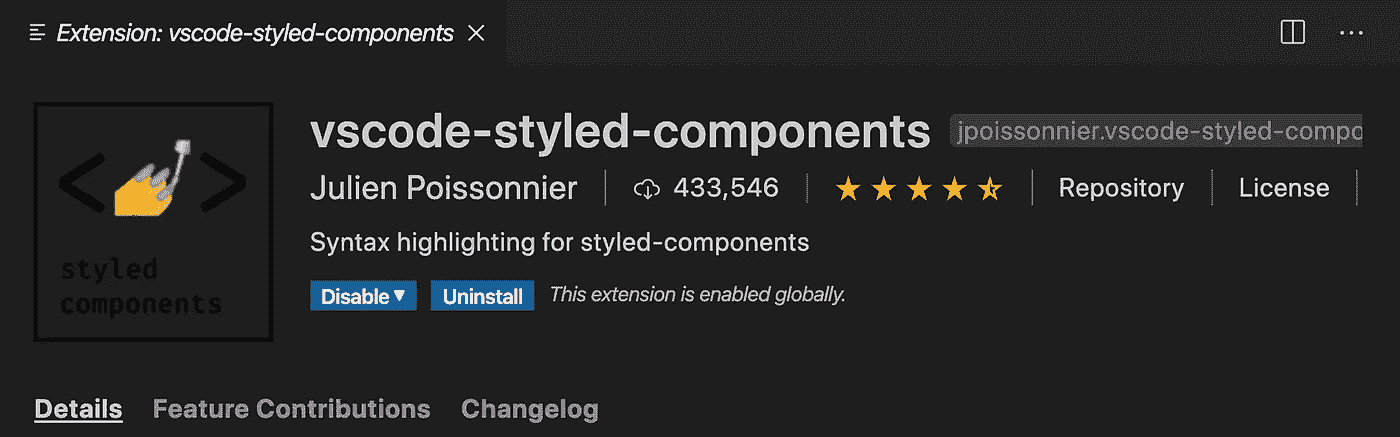 Extension: vscode-styled-components
vscode-styled-components jpoissonnier.vscode-styled-compo
Julien Poissonnier 433,546 Repository License
Syntax highlighting for styled-components
Disable Uninstall This extension is enabled globally.
styled
components
Details Feature Contributions Changelog